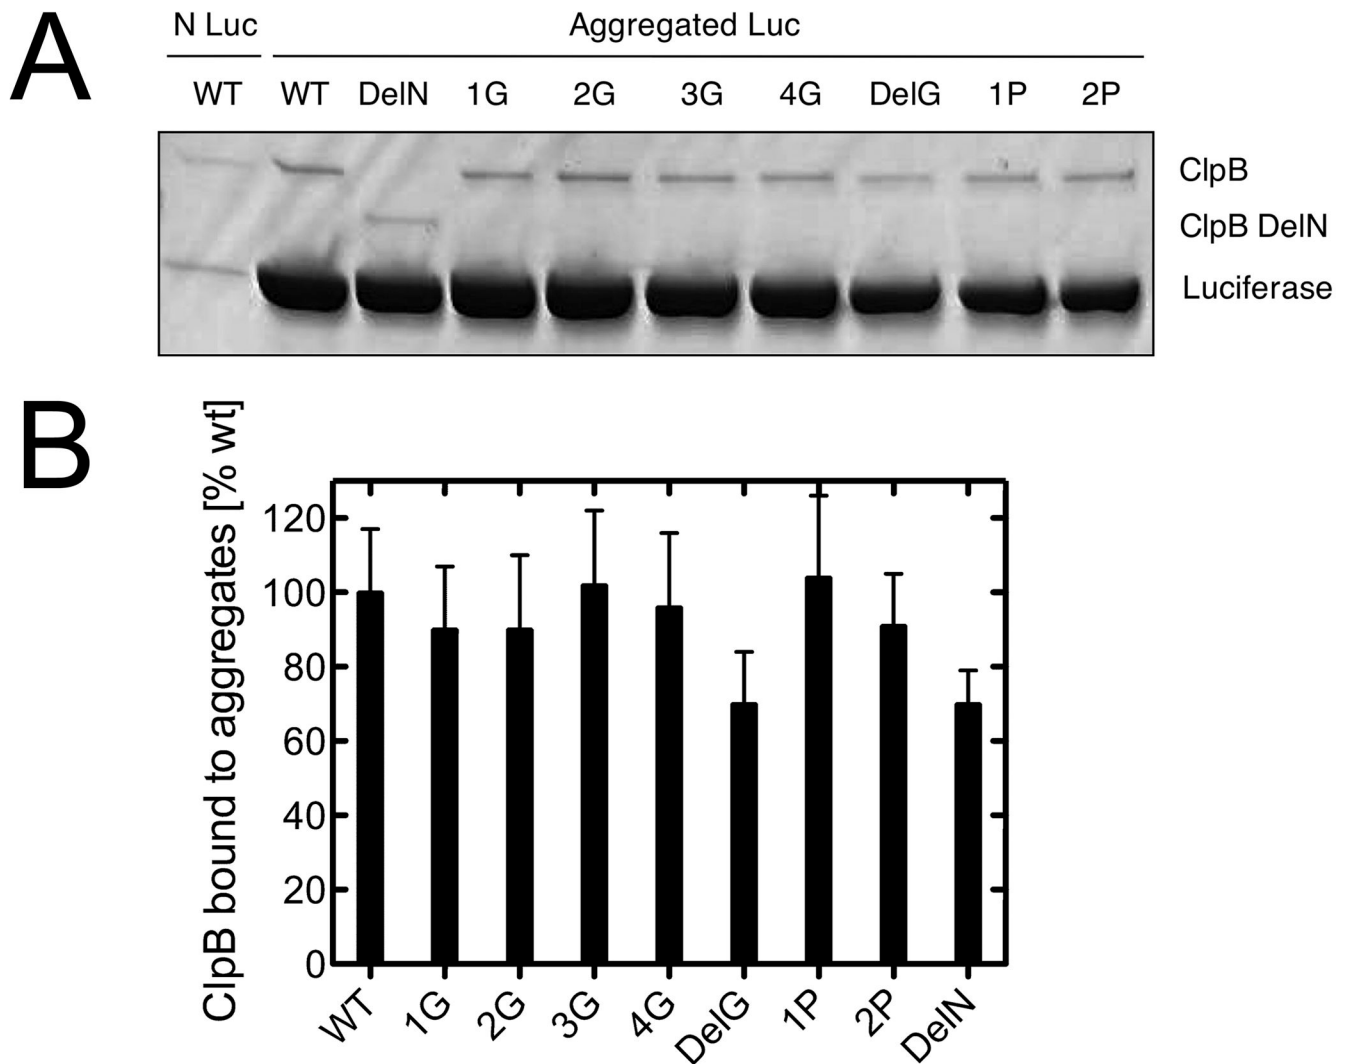 A
N Luc Aggregated Luc
WT WT DelN 1G 2G 3G 4G DelG 1P 2P
ClpB
ClpB DelN
Luciferase
B
ClpB bound to aggregates [% wt]
120
100
80
60
40
20
0
WT 1G 2G 3G 4G DelG 1P 2P DelN